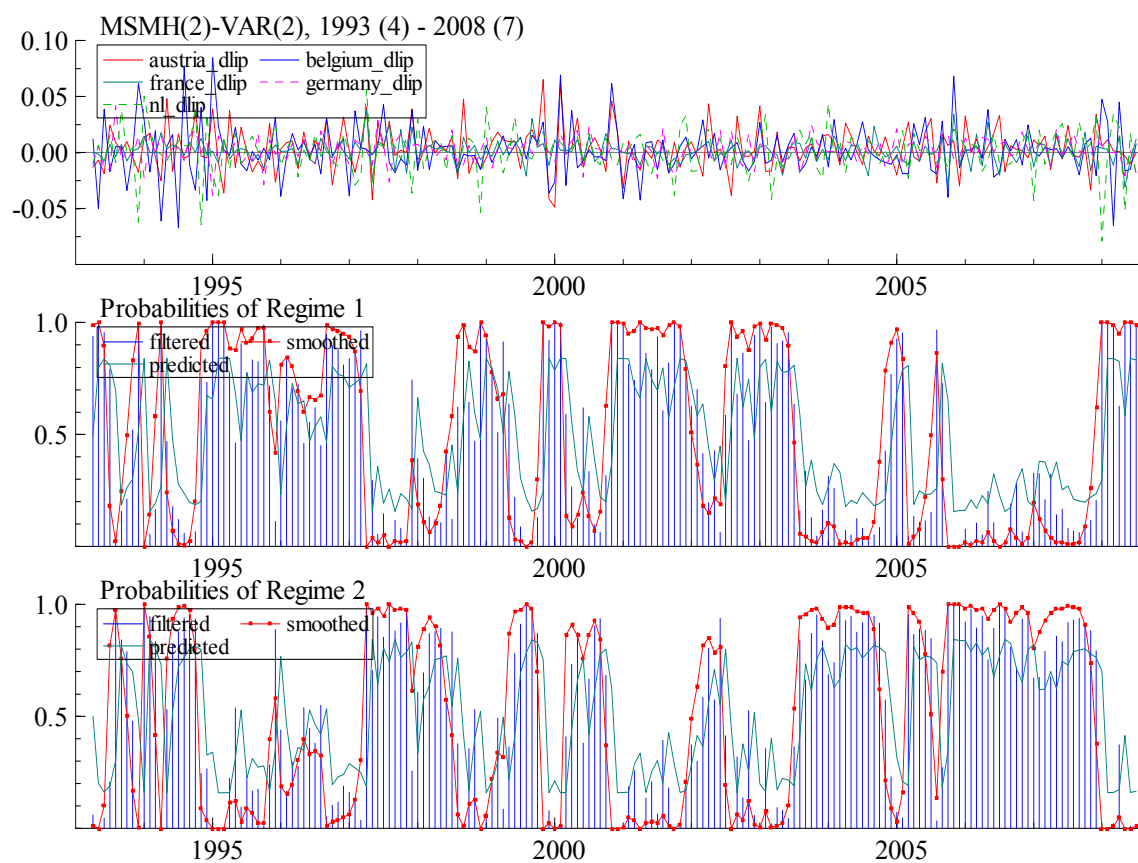 MSMH(2)-VAR(2), 1993 (4) - 2008 (7)
0.10
austria_dlip belgium_dlip
0.05
france_dlip germany_dlip
nl_dlip
0.00
-0.05
1995 2000 2005
Probabilities of Regime 1
1.0
filtered smoothed
predicted
0.5
1995 2000 2005
Probabilities of Regime 2
1.0
filtered smoothed
predicted
0.5
1995 2000 2005